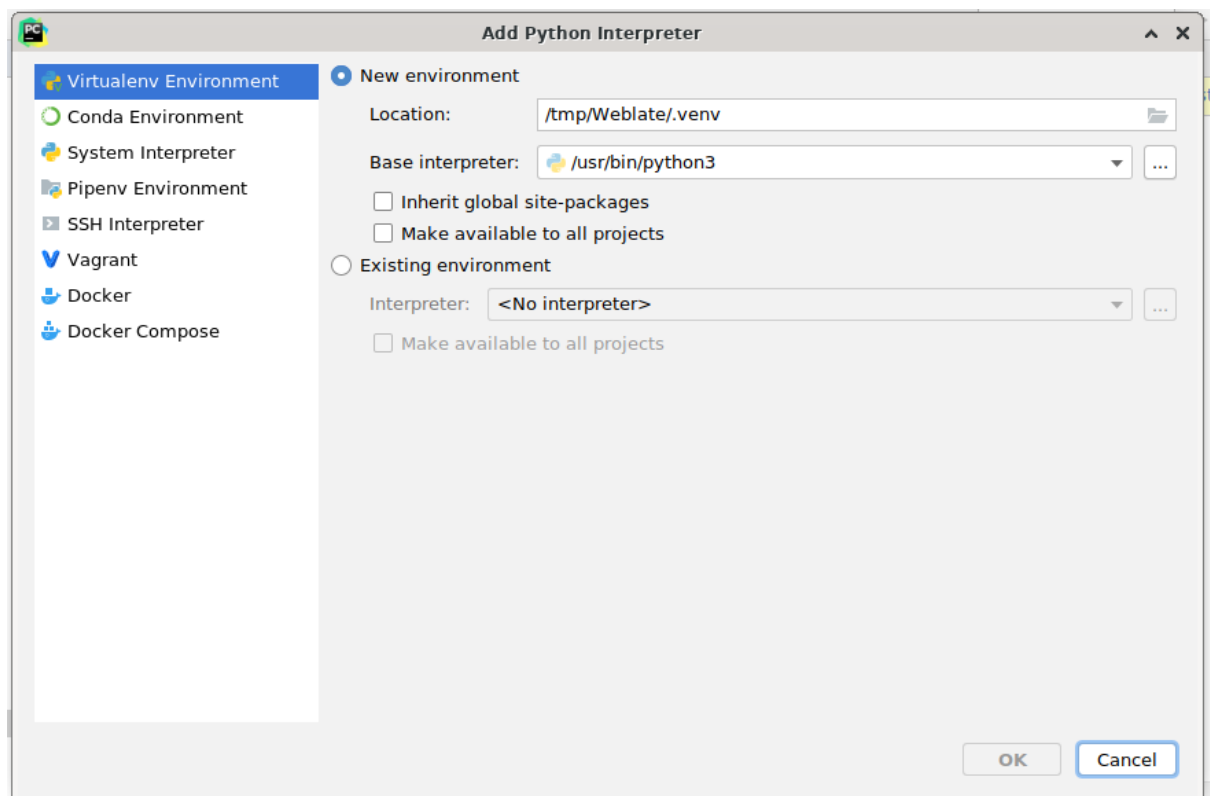 PC
Add Python Interpreter
Virtualenv Environment
Conda Environment
System Interpreter
Pipenv Environment
SSH Interpreter
Vagrant
Docker
Docker Compose
New environment
Location: /tmp/Weblate/.venv
Base interpreter: /usr/bin/python3 ...
Inherit global site-packages
Make available to all projects
Existing environment
Interpreter: <No interpreter> ...
Make available to all projects
OK Cancel